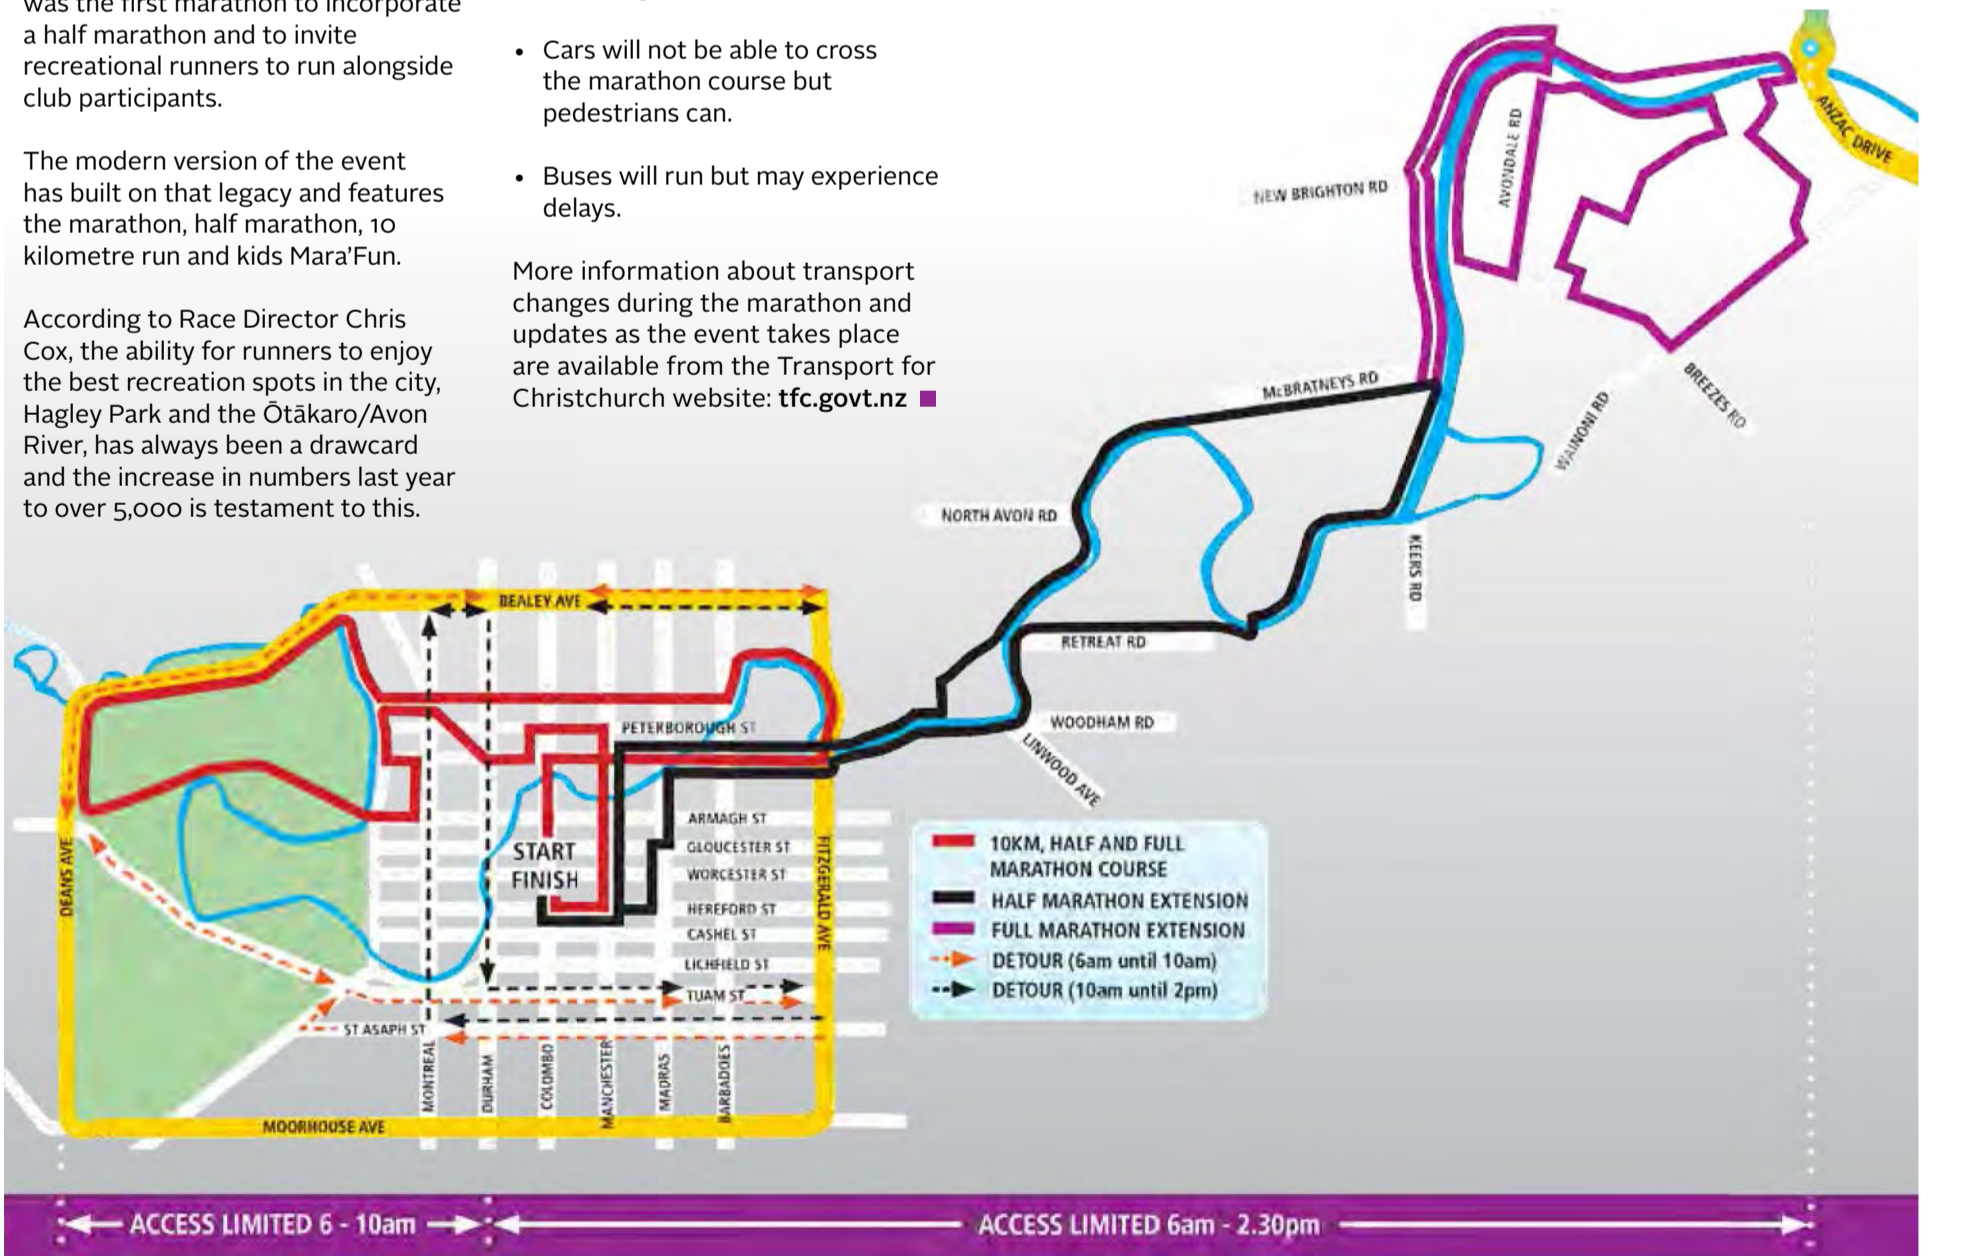 was the first marathon to incorporate
a half marathon and to invite
recreational runners to run alongside
club participants.
The modern version of the event
has built on that legacy and features
the marathon, half marathon, 10
kilometre run and kids Mara’Fun.
According to Race Director Chris
Cox, the ability for runners to enjoy
the best recreation spots in the city,
Hagley Park and the Ōtākaro/Avon
River, has always been a drawcard
and the increase in numbers last year
to over 5,000 is testament to this.
• Cars will not be able to cross
the marathon course but
pedestrians can.
• Buses will run but may experience
delays.
More information about transport
changes during the marathon and
updates as the event takes place
are available from the Transport for
Christchurch website: tfc.govt.nz
ANZAC DRIVE
AVONDALE RD
NEW BRIGHTON RD
BREEZES RD
WAINONI RD
McBRATNEYS RD
NORTH AVON RD
KEERS RD
RETREAT RD
WOODHAM RD
LINWOOD AVE
BEALEY AVE
PETERBOROUGH ST
ARMAGH ST
GLOUCESTER ST
WORCESTER ST
HEREFORD ST
CASHEL ST
LICHFIELD ST
TUAM ST
ST ASAPH ST
START
FINISH
DEANS AVE
FITZGERALD AVE
MONTREAL
DURHAM
COLOMBO
MANCHESTER
MADRAS
BARBADOES
MOORHOUSE AVE
10KM, HALF AND FULL
MARATHON COURSE
HALF MARATHON EXTENSION
FULL MARATHON EXTENSION
DETOUR (6am until 10am)
DETOUR (10am until 2pm)
ACCESS LIMITED 6 - 10am
ACCESS LIMITED 6am - 2.30pm